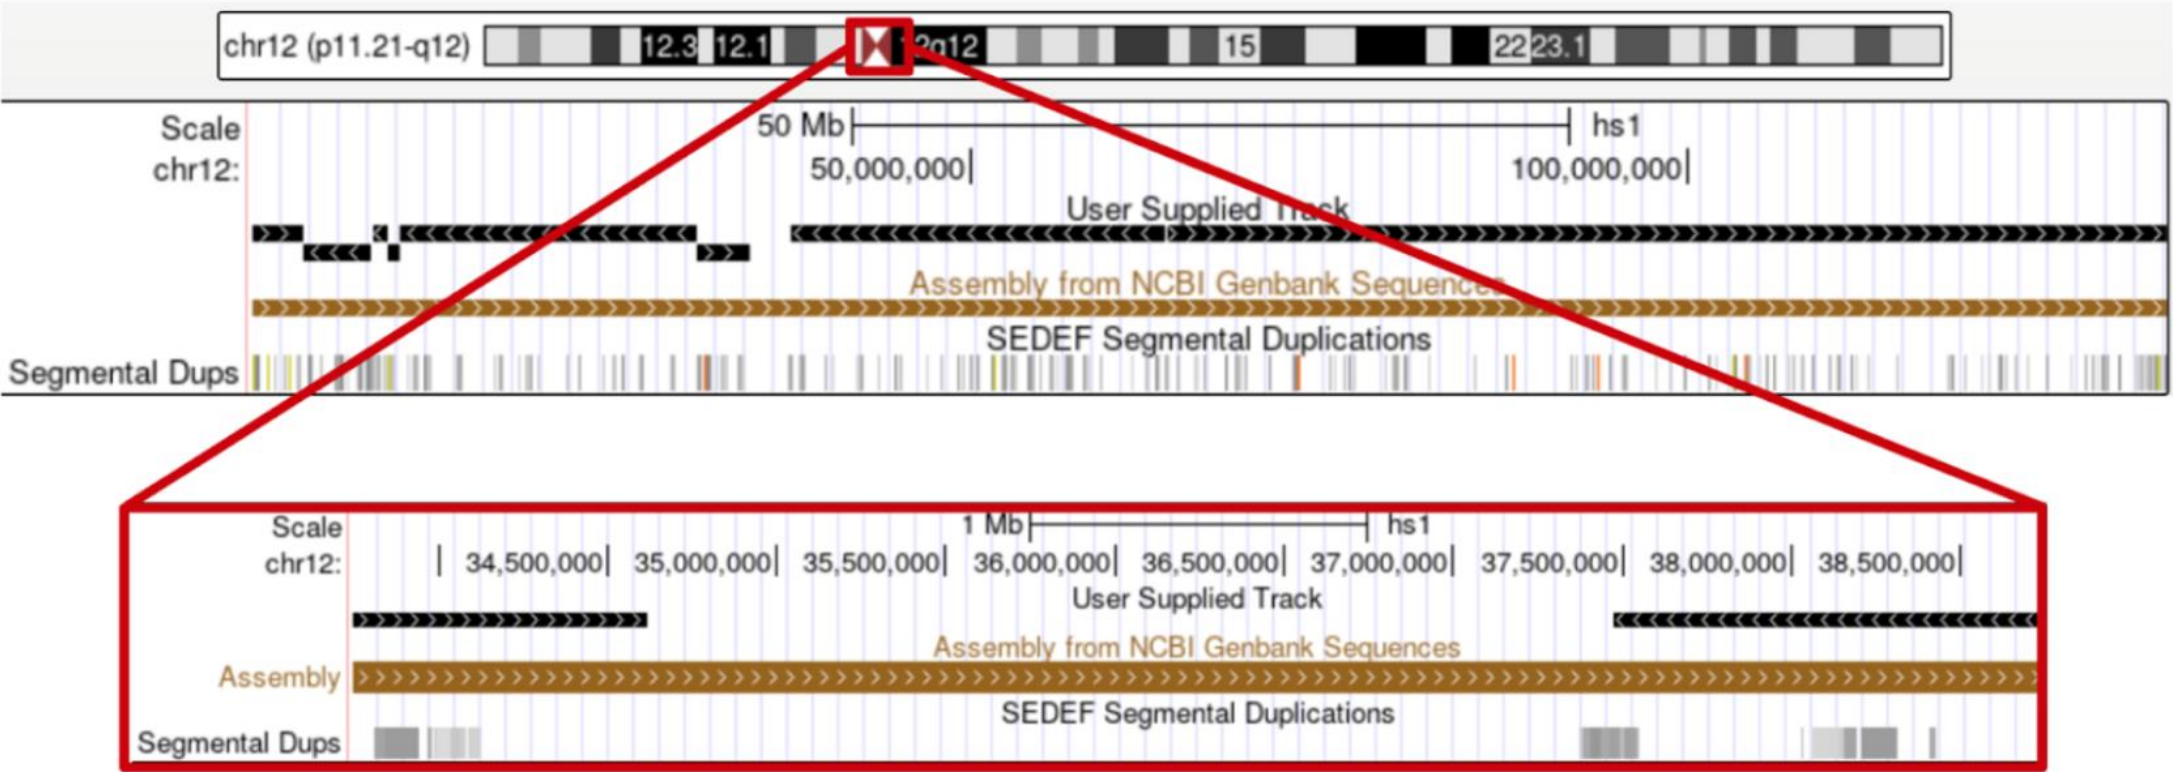 chr12 (p11.21-q12) 12.3 12.1 2q12 15 22 23.1
Scale 50 Mb hs1
chr12: 50,000,000 100,000,000
User Supplied Track
Assembly from NCBI Genbank Sequences
SEDEF Segmental Duplications
Segmental Dups
Scale 1 Mb hs1
chr12: 34,500,000 35,000,000 35,500,000 36,000,000 36,500,000 37,000,000 37,500,000 38,000,000 38,500,000
User Supplied Track
Assembly from NCBI Genbank Sequences
Assembly
SEDEF Segmental Duplications
Segmental Dups